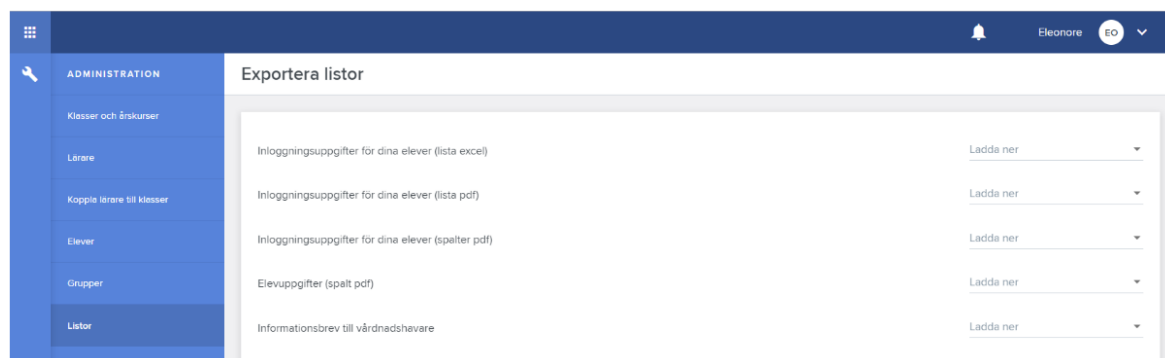 Eleonore
EO
ADMINISTRATION
Exportera listor
Klasser och årskurser
Lärare
Koppla lärare till klasser
Elever
Grupper
Listor
Inloggningsuppgifter för dina elever (lista excel)
Ladda ner
Inloggningsuppgifter för dina elever (lista pdf)
Ladda ner
Inloggningsuppgifter för dina elever (spalter pdf)
Ladda ner
Elevuppgifter (spalt pdf)
Ladda ner
Informationsbrev till vårdnadshavare
Ladda ner